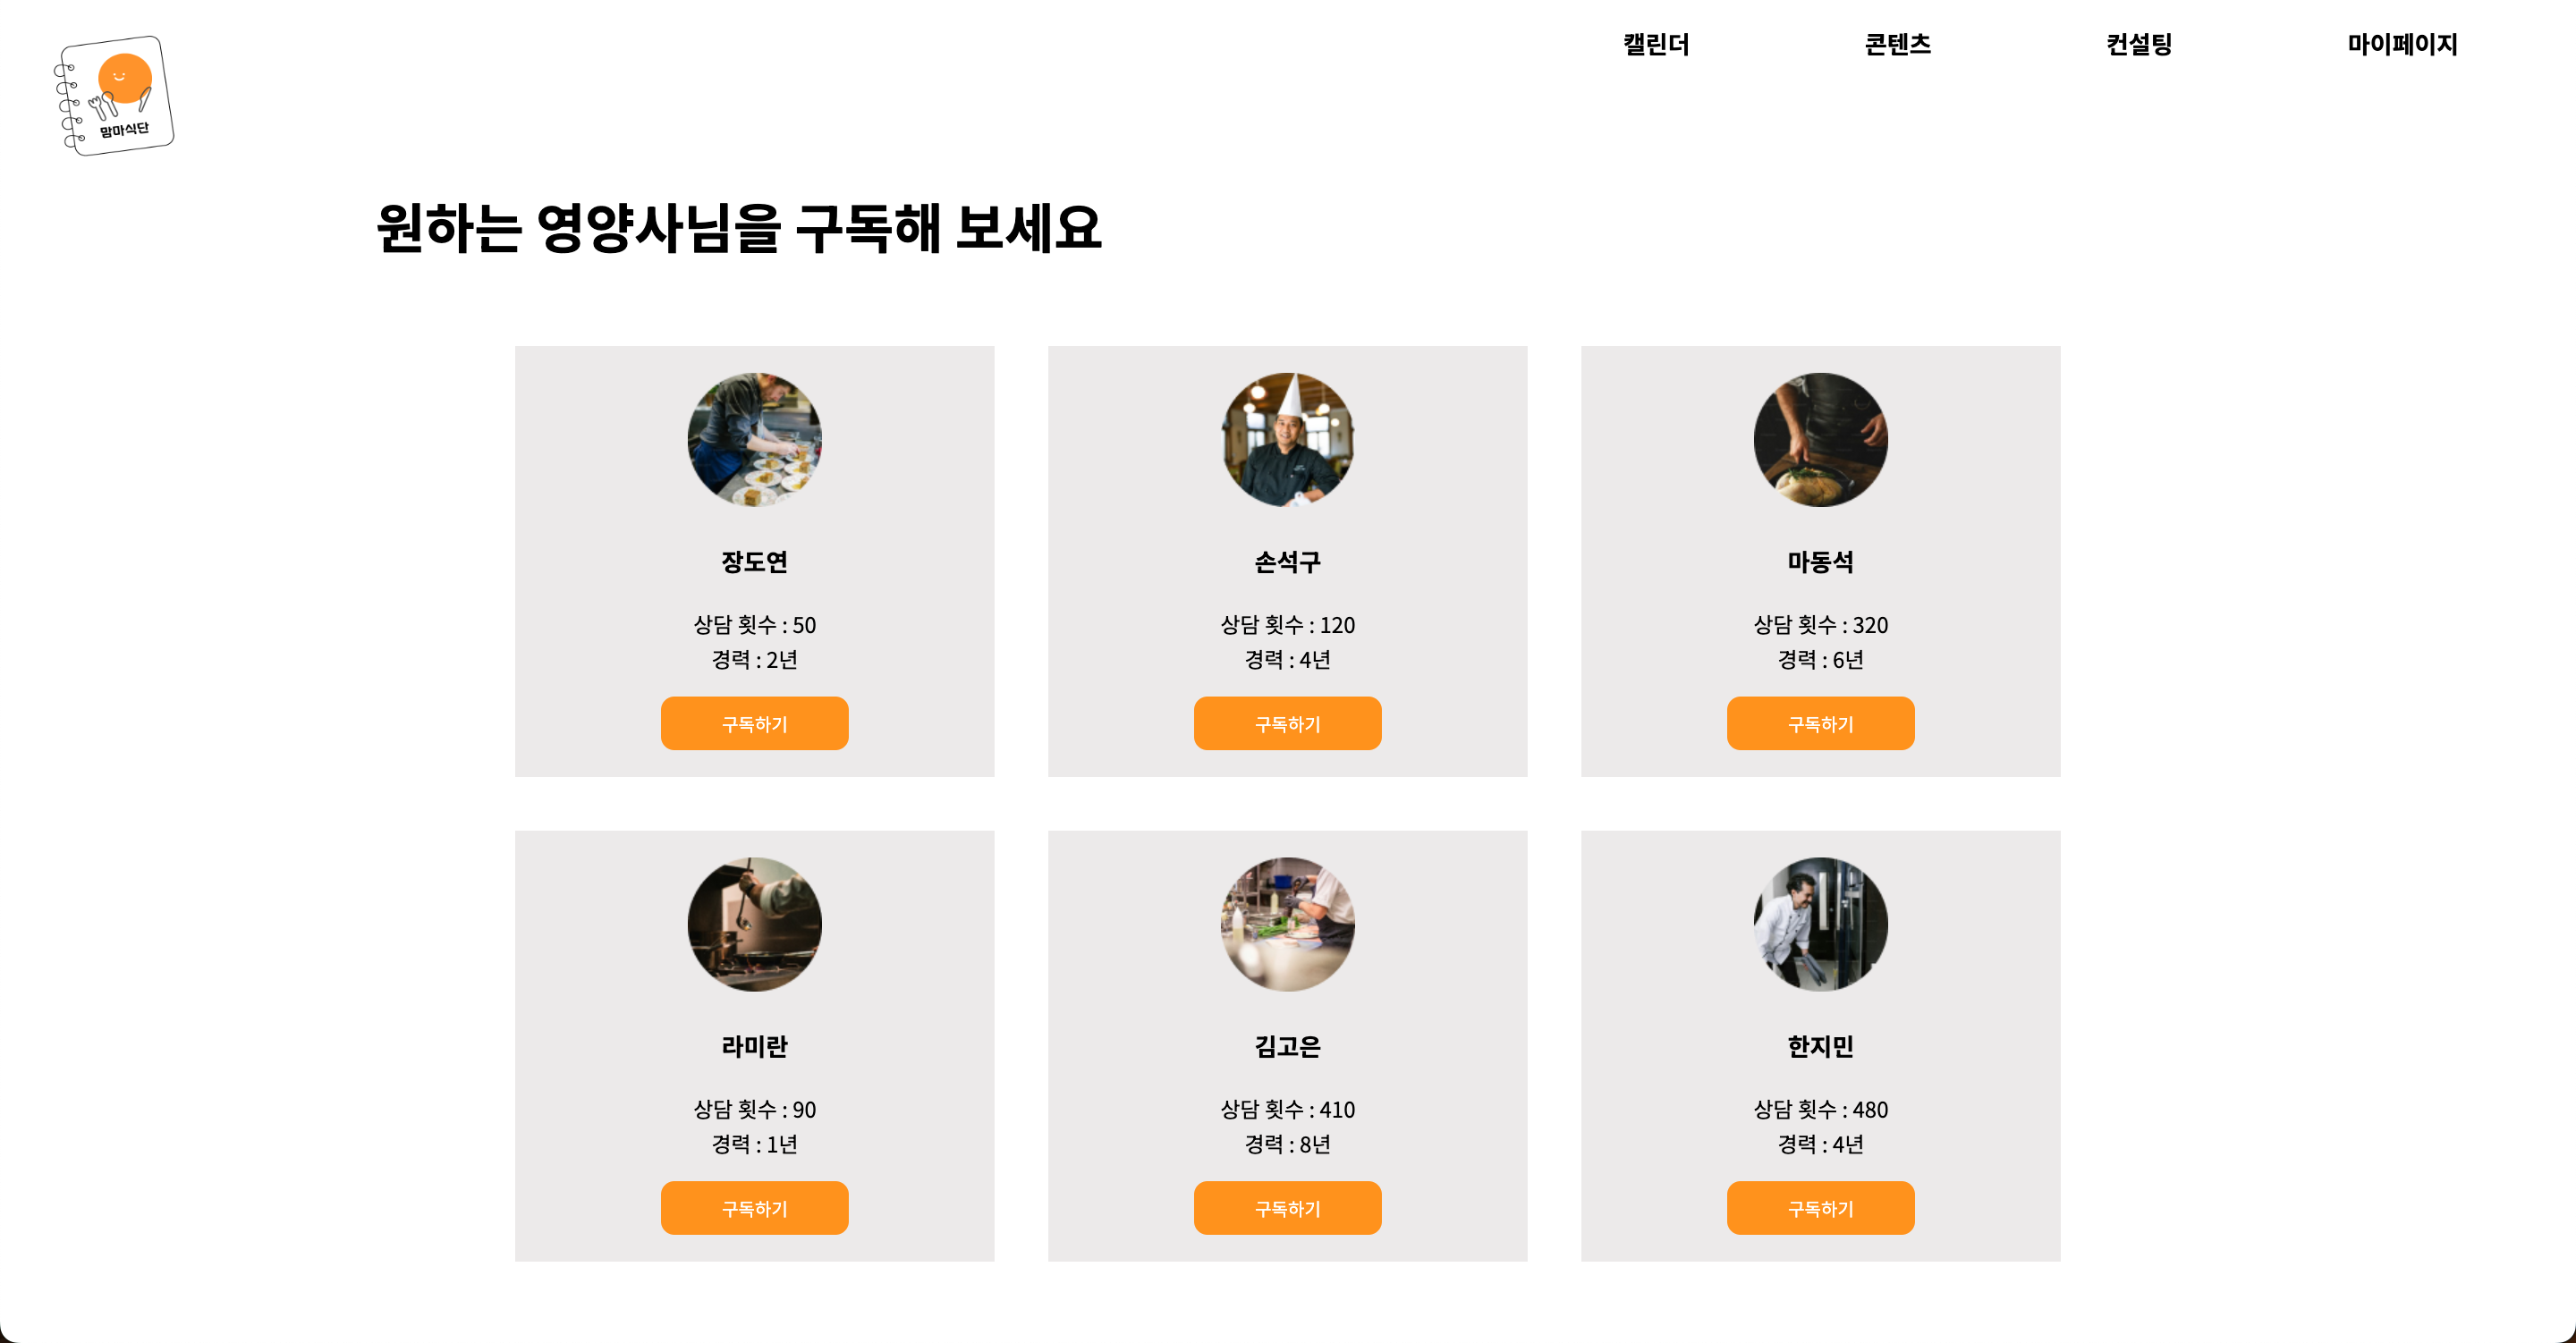 캘린더 콘텐츠 컨설팅 마이페이지
맘마식단
원하는 영양사님을 구독해 보세요
장도연 손석구 마동석
상담 횟수 : 50 상담 횟수 : 120 상담 횟수 : 320
경력 : 2년 경력 : 4년 경력 : 6년
구독하기 구독하기 구독하기
라미란 김고은 한지민
상담 횟수 : 90 상담 횟수 : 410 상담 횟수 : 480
경력 : 1년 경력 : 8년 경력 : 4년
구독하기 구독하기 구독하기